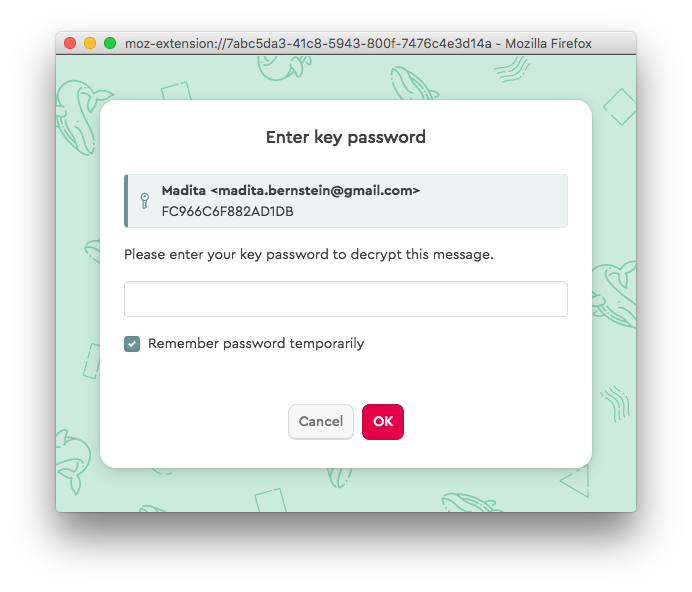 moz-extension://7abc5da3-41c8-5943-800f-7476c4e3d14a - Mozilla Firefox
Enter key password
Madita <madita.bernstein@gmail.com>
FC966C6F882AD1DB
Please enter your key password to decrypt this message.
Remember password temporarily
Cancel OK